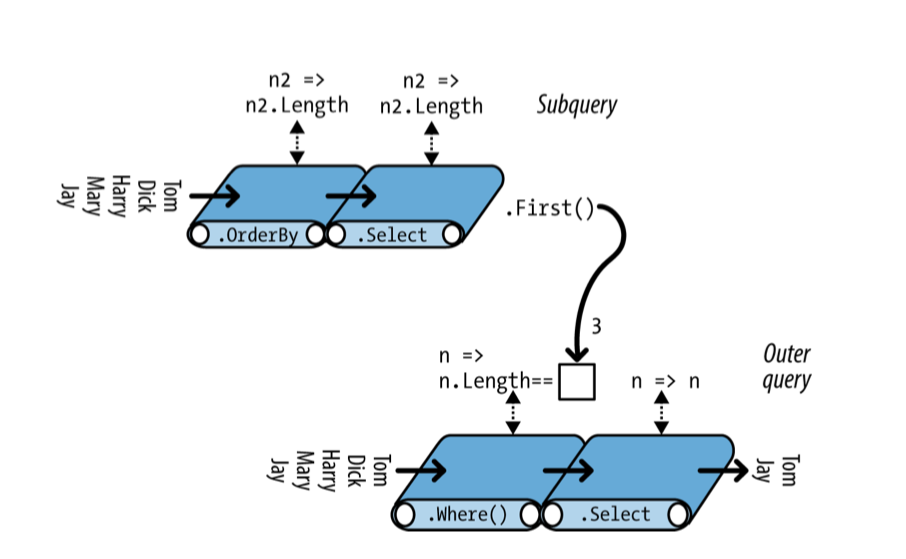 n2 =>
n2.Length
n2 =>
n2.Length
Subquery
Tom
Dick
Harry
Mary
Jay
.OrderBy
.Select
.First()
3
n =>
n.Length==
n => n
Outer
query
Tom
Dick
Harry
Mary
Jay
.Where()
.Select
Tom
Jay